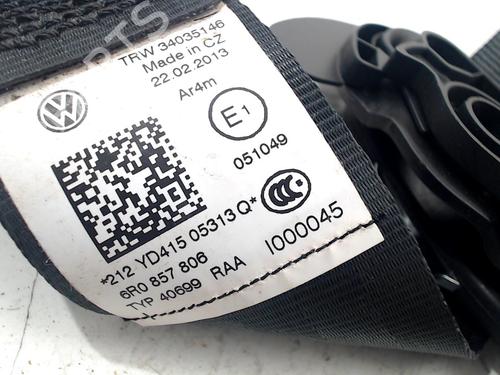 TRW 34035146
Made in CZ
22.02.2013
Ar4m
E1
051049
CCC
*212 YD415 05313Q*
6R0 857 806 RAA I000045
TYP 40699